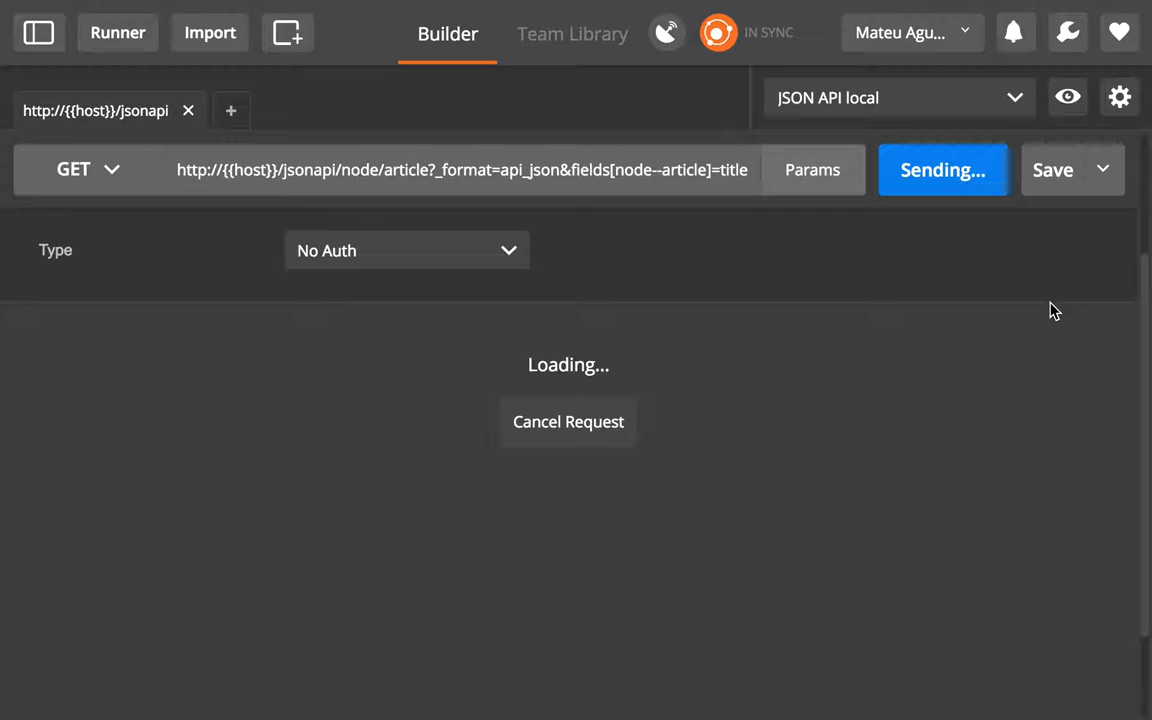 Runner Import Builder Team Library IN SYNC Mateu Agu...
http://{{host}}/jsonapi JSON API local
GET http://{{host}}/jsonapi/node/article?_format=api_json&fields[node--article]=title Params Sending... Save
Type No Auth
Loading...
Cancel Request